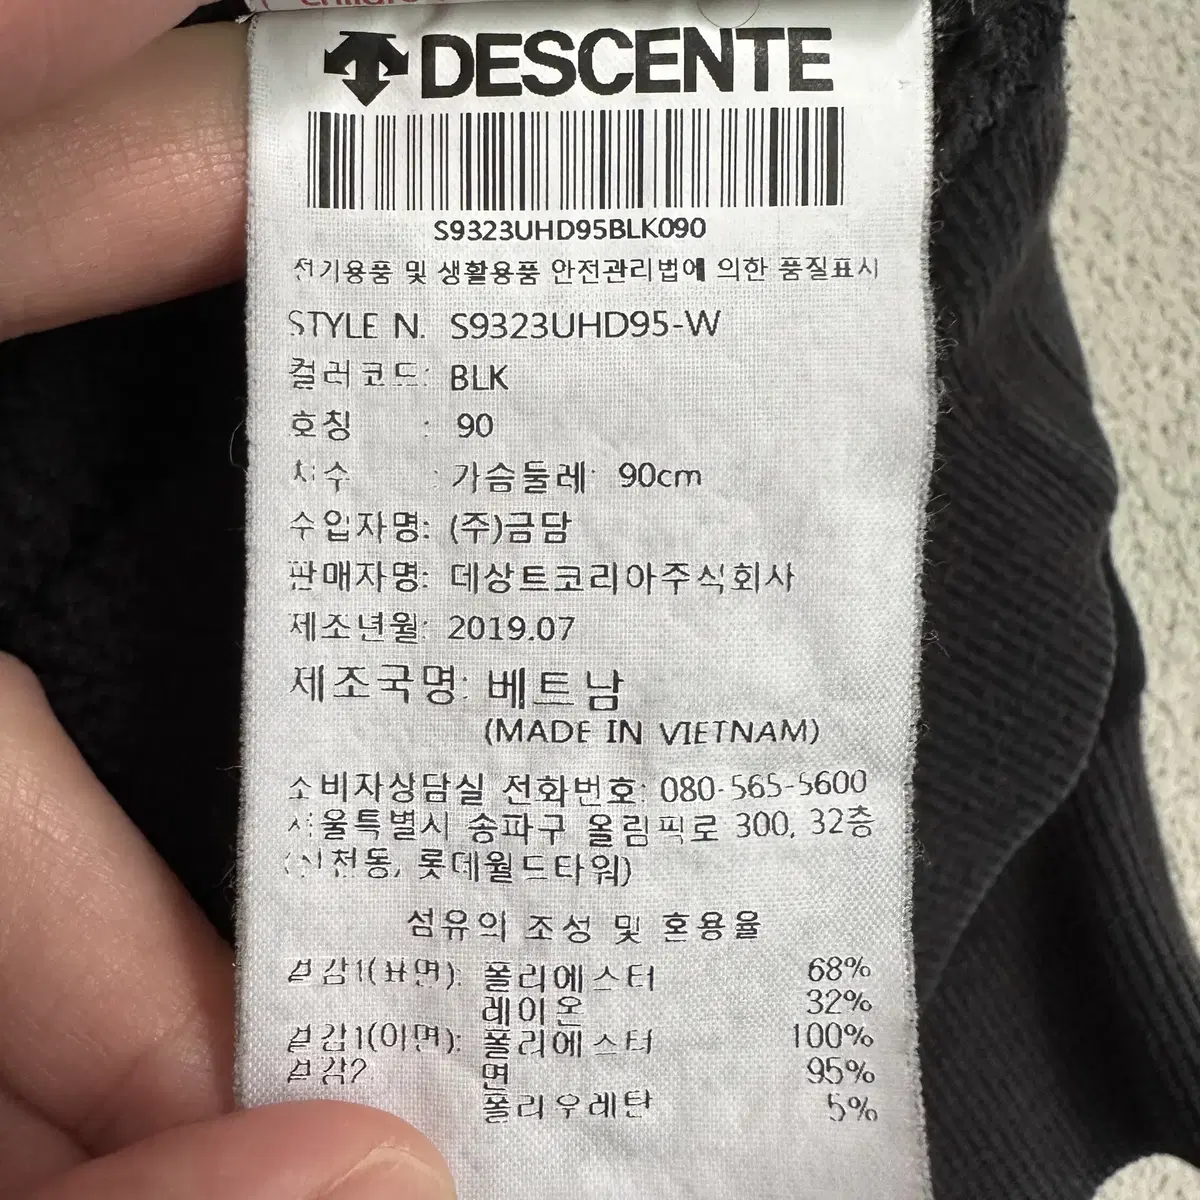 DESCENTE
S9323UHD95BLK090
전기용품 및 생활용품 안전관리법에 의한 품질표시
STYLE N. S9323UHD95-W
컬러코드: BLK
호칭 : 90
치수 : 가슴둘레 90cm
수입자명: (주)금담
판매자명: 데상트코리아주식회사
제조년월: 2019.07
제조국명: 베트남
(MADE IN VIETNAM)
소비자상담실 전화번호: 080-565-5600
서울특별시 송파구 올림픽로 300, 32층
(신천동, 롯데월드타워)
섬유의 조성 및 혼용율
겉감1(표면): 폴리에스터 68%
레이온 32%
겉감1(이면): 폴리에스터 100%
겉감2 면 95%
폴리우레탄 5%